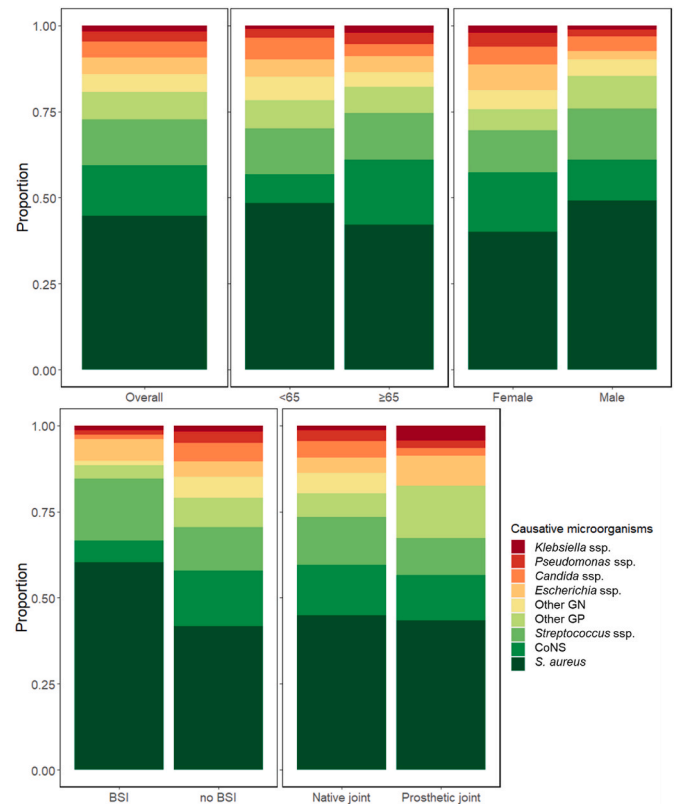 1.00
0.75
0.50
0.25
0.00
Proportion
Overall
<65
≥65
Female
Male
1.00
0.75
0.50
0.25
0.00
Proportion
BSI
no BSI
Native joint
Prosthetic joint
Causative microorganisms
Klebsiella ssp.
Pseudomonas ssp.
Candida ssp.
Escherichia ssp.
Other GN
Other GP
Streptococcus ssp.
CoNS
S. aureus